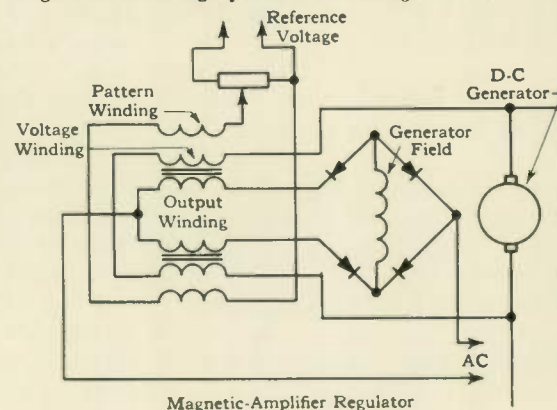 Reference
Voltage
D-C
Generator
Pattern
Winding
Voltage
Winding
Generator
Field
Output
Winding
AC
Magnetic-Amplifier Regulator